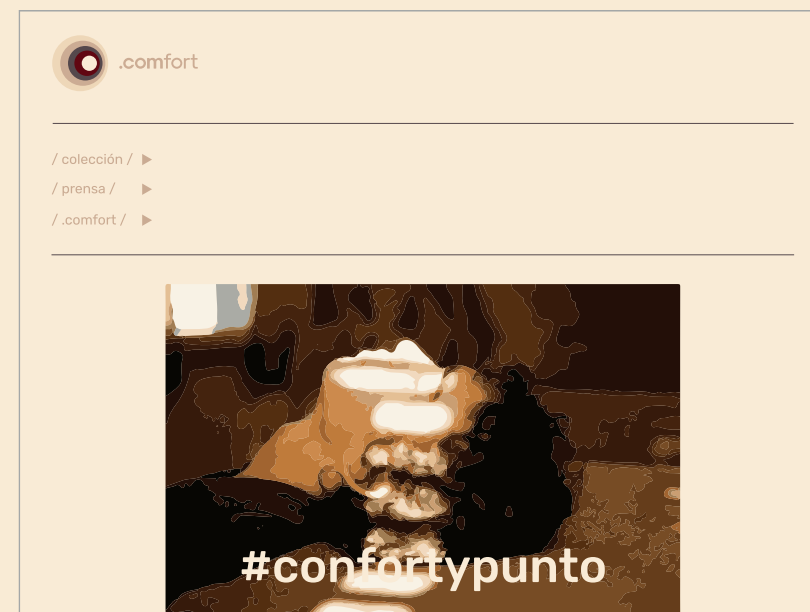 .comfort
/ colección /
/ prensa /
/ .comfort /
#confortypunto